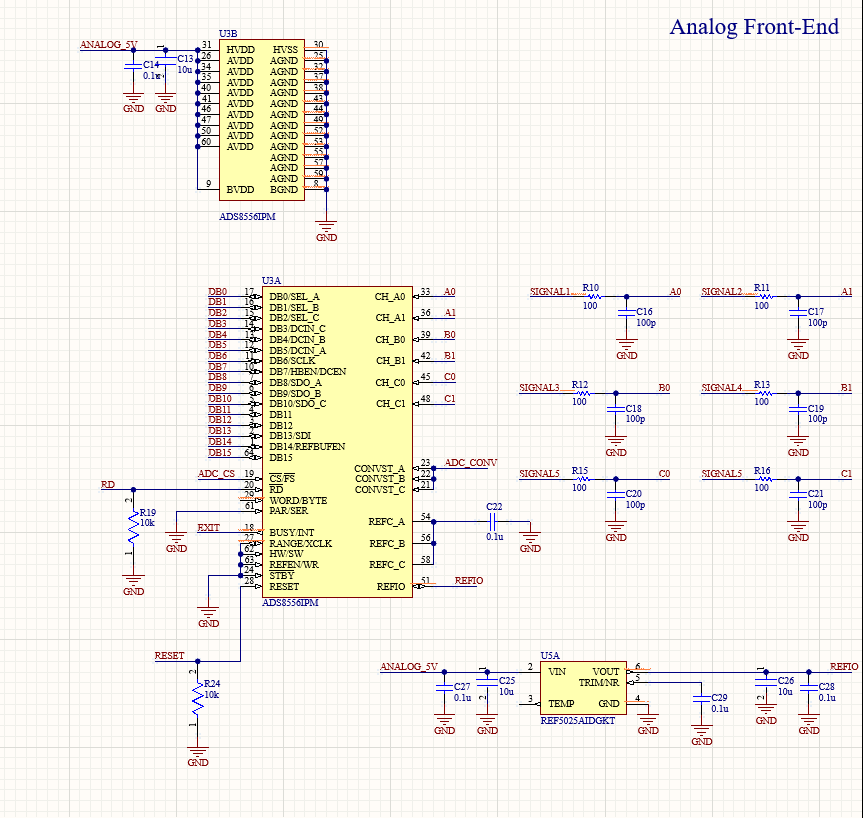 Analog Front-End
U3B
ANALOG_5V
31 HVDD HVSS 30
26 AVDD AGND 25
34 AVDD AGND 32
35 AVDD AGND 37
40 AVDD AGND 38
41 AVDD AGND 43
46 AVDD AGND 44
47 AVDD AGND 49
50 AVDD AGND 52
60 AVDD AGND 53
AGND 55
AGND 57
AGND 59
9 BVDD BGND 8
C14 0.1u
1 C13 10u
GND GND
ADS8556IPM
GND
U3A
DB0 17 DB0/SEL_A CH_A0 33 A0
DB1 16 DB1/SEL_B
DB2 15 DB2/SEL_C CH_A1 36 A1
DB3 14 DB3/DCIN_C
DB4 13 DB4/DCIN_B CH_B0 39 B0
DB5 12 DB5/DCIN_A
DB6 11 DB6/SCLK CH_B1 42 B1
DB7 10 DB7/HBEN/DCEN
DB8 DB8/SDO_A CH_C0 45 C0
DB9 6 DB9/SDO_B
DB10 5 DB10/SDO_C CH_C1 48 C1
DB11 DB11
DB12 DB12
DB13 DB13/SDI
DB14 1 DB14/REFBUFEN
DB15 64 DB15
CONVST_A 23 ADC_CONV
ADC_CS 19 CS/FS CONVST_B 22
RD 20 RD CONVST_C 21
29 WORD/BYTE
61 PAR/SER
REFC_A 54 C22 0.1u GND
EXIT 18 BUSY/INT
27 RANGE/XCLK REFC_B 56
62 HW/SW
63 REFEN/WR REFC_C 58
24 STBY
28 RESET REFIO 51 REFIO
ADS8556IPM
2 R19 10k 1
GND
GND
GND
RESET
2 R24 10k 1
GND
SIGNAL1 R10 100 A0
C16 100p
GND
SIGNAL2 R11 100 A1
C17 100p
GND
SIGNAL3 R12 100 B0
C18 100p
GND
SIGNAL4 R13 100 B1
C19 100p
GND
SIGNAL5 R15 100 C0
C20 100p
GND
SIGNAL5 R16 100 C1
C21 100p
GND
U5A
ANALOG_5V 2 VIN VOUT 6 REFIO
TRIM/NR 5
3 TEMP GND 4
REF5025AIDGKT
C27 0.1u
1 C25 10u 2
C29 0.1u
1 C26 10u 2
C28 0.1u
GND GND GND GND GND GND